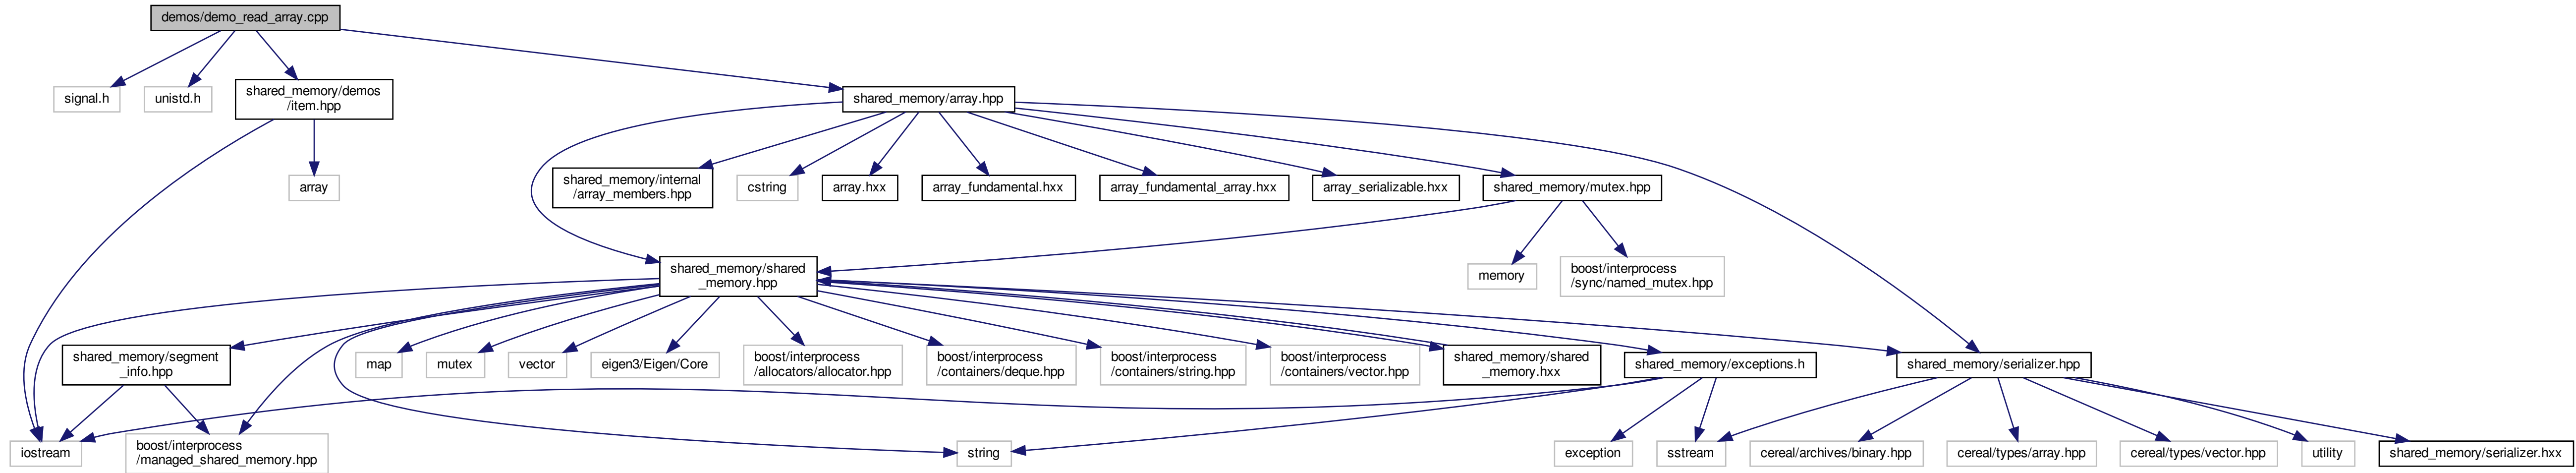 demos/demo_read_array.cpp
signal.h
unistd.h
shared_memory/demos
/item.hpp
shared_memory/array.hpp
array
shared_memory/internal
/array_members.hpp
cstring
array.hxx
array_fundamental.hxx
array_fundamental_array.hxx
array_serializable.hxx
shared_memory/mutex.hpp
shared_memory/shared
_memory.hpp
memory
boost/interprocess
/sync/named_mutex.hpp
shared_memory/segment
_info.hpp
map
mutex
vector
eigen3/Eigen/Core
boost/interprocess
/allocators/allocator.hpp
boost/interprocess
/containers/deque.hpp
boost/interprocess
/containers/string.hpp
boost/interprocess
/containers/vector.hpp
shared_memory/shared
_memory.hxx
shared_memory/exceptions.h
shared_memory/serializer.hpp
iostream
boost/interprocess
/managed_shared_memory.hpp
string
exception
sstream
cereal/archives/binary.hpp
cereal/types/array.hpp
cereal/types/vector.hpp
utility
shared_memory/serializer.hxx